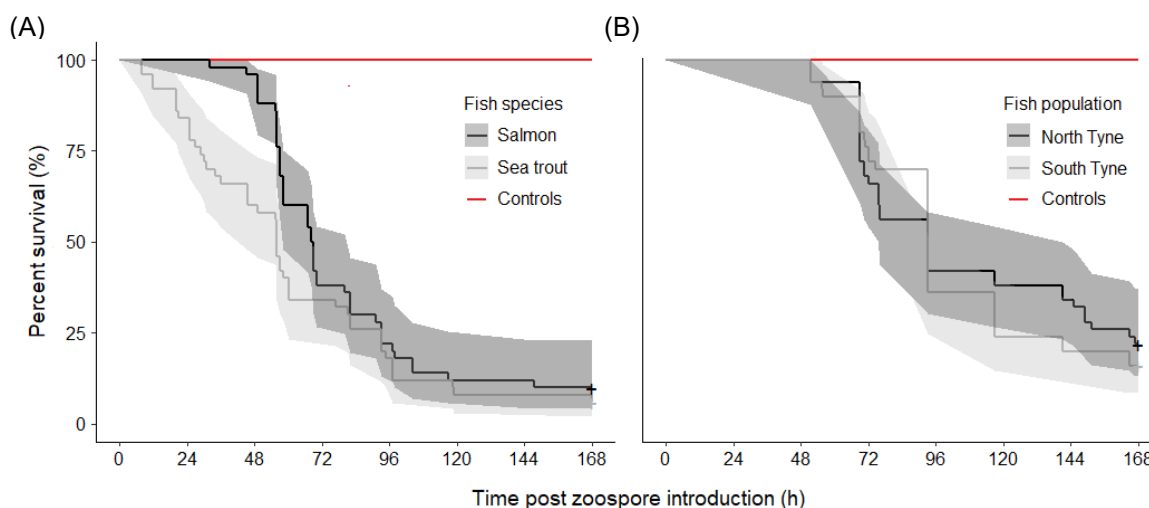 (A)
(B)
Percent survival (%)
100
75
50
25
0
Fish species
Salmon
Sea trout
Controls
Fish population
North Tyne
South Tyne
Controls
0 24 48 72 96 120 144 168
0 24 48 72 96 120 144 168
Time post zoospore introduction (h)